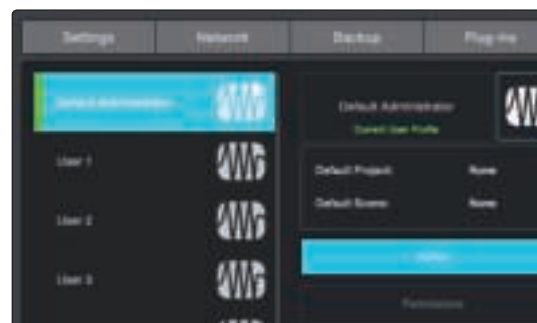 Settings
Network
Backup
Plug-ins
Default Administrator
User 1
User 2
User 3
Default Administrator
Current User Profile
Default Project:
None
Default Scene:
None
Permissions